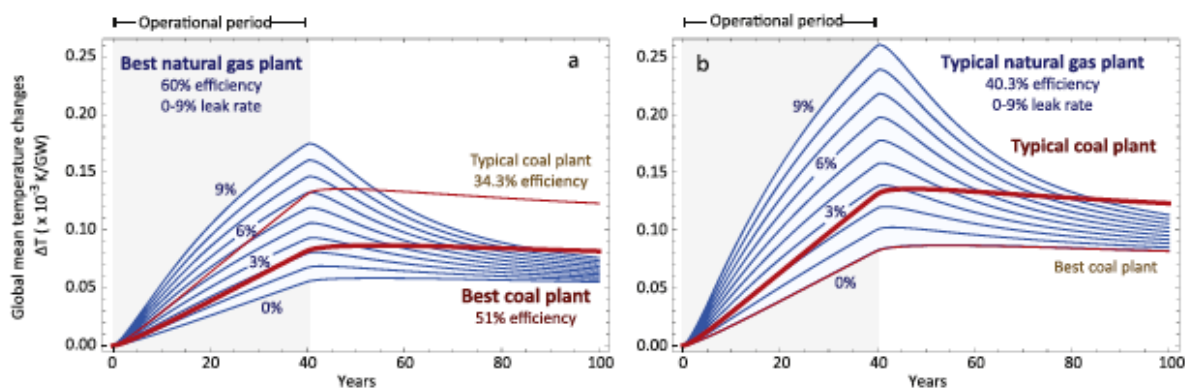 Operational period
Operational period
Global mean temperature changes
ΔT ( x 10⁻³ K/GW)
0.25
0.20
0.15
0.10
0.05
0.00
a
Best natural gas plant
60% efficiency
0-9% leak rate
Typical coal plant
34.3% efficiency
9%
6%
3%
0%
Best coal plant
51% efficiency
0
20
40
60
80
100
Years
0.25
0.20
0.15
0.10
0.05
0.00
b
Typical natural gas plant
40.3% efficiency
0-9% leak rate
9%
Typical coal plant
6%
3%
0%
Best coal plant
0
20
40
60
80
100
Years